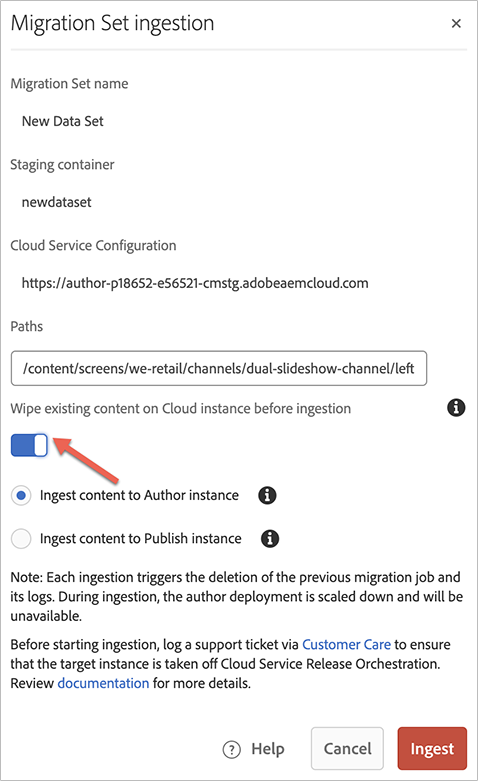 Migration Set ingestion
Migration Set name
New Data Set
Staging container
newdataset
Cloud Service Configuration
https://author-p18652-e56521-cmstg.adobeaemcloud.com
Paths
/content/screens/we-retail/channels/dual-slideshow-channel/left
Wipe existing content on Cloud instance before ingestion
Ingest content to Author instance
Ingest content to Publish instance
Note: Each ingestion triggers the deletion of the previous migration job and
its logs. During ingestion, the author deployment is scaled down and will be
unavailable.
Before starting ingestion, log a support ticket via Customer Care to ensure
that the target instance is taken off Cloud Service Release Orchestration.
Review documentation for more details.
? Help Cancel Ingest